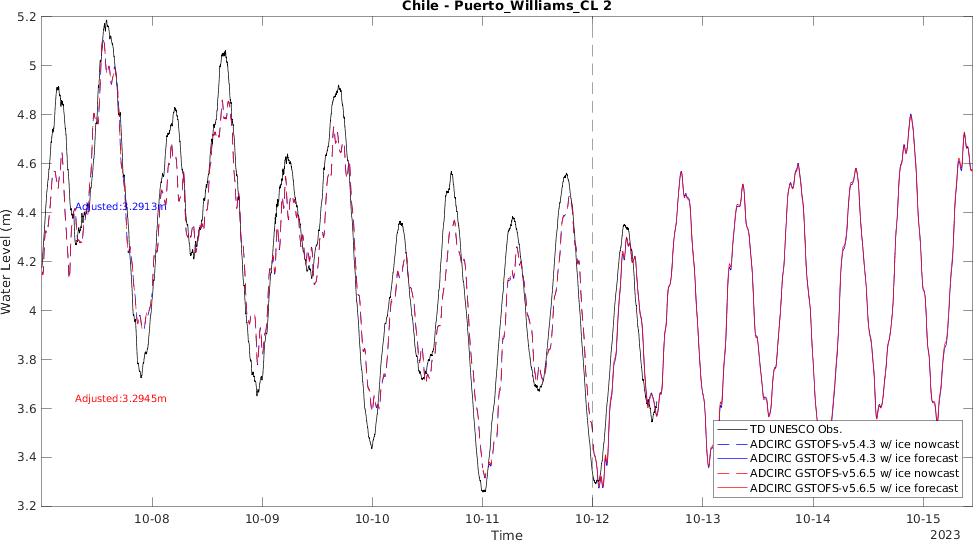 Chile - Puerto_Williams_CL 2
5.2
5
4.8
4.6
4.4
4.2
4
3.8
3.6
3.4
3.2
Water Level (m)
Adjusted:3.2913m
Adjusted:3.2945m
TD UNESCO Obs.
ADCIRC GSTOFS-v5.4.3 w/ ice nowcast
ADCIRC GSTOFS-v5.4.3 w/ ice forecast
ADCIRC GSTOFS-v5.6.5 w/ ice nowcast
ADCIRC GSTOFS-v5.6.5 w/ ice forecast
10-08 10-09 10-10 10-11 10-12 10-13 10-14 10-15
Time
2023